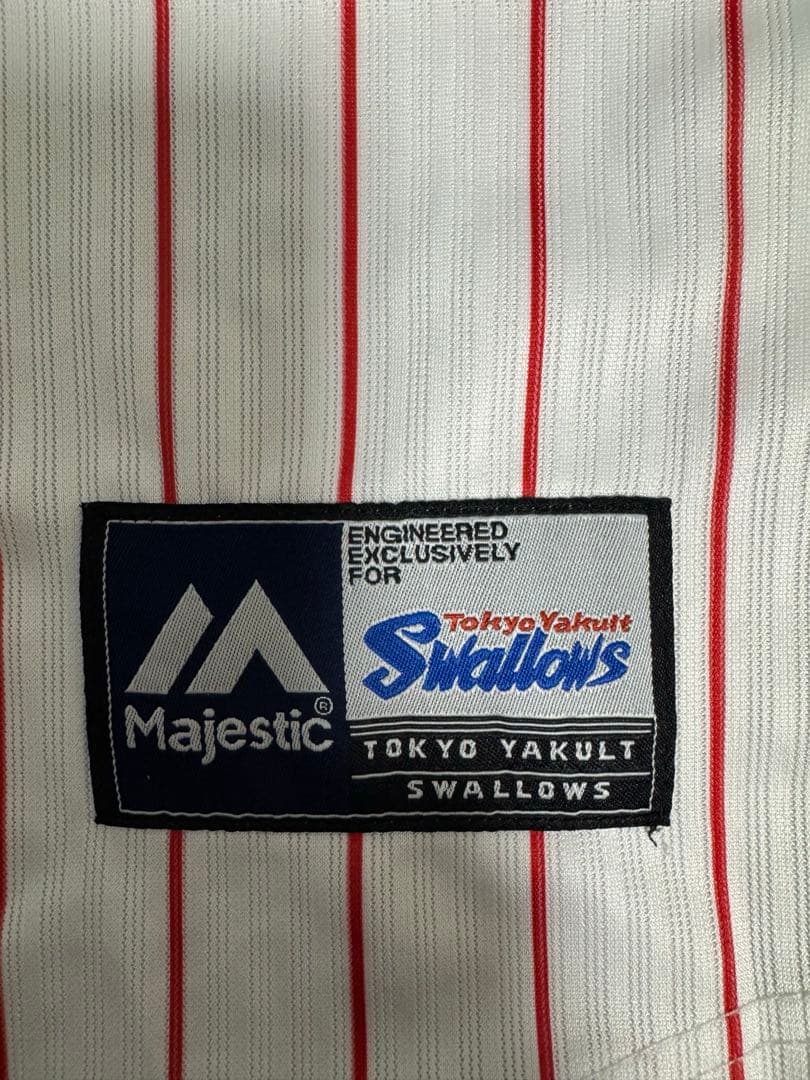 ENGINEERED
EXCLUSIVELY
FOR
Tokyo Yakult
Swallows
Majestic®
TOKYO YAKULT
SWALLOWS